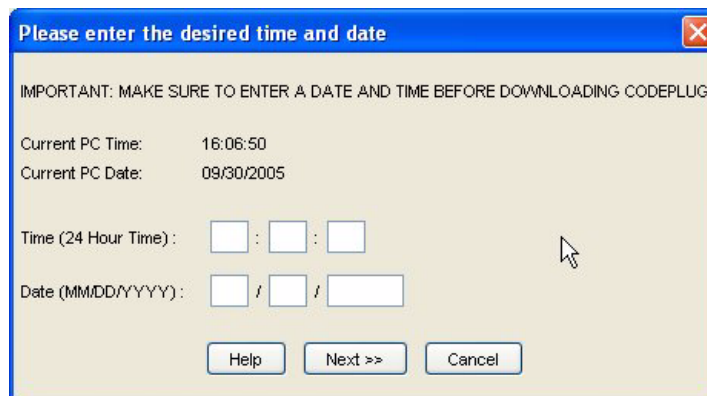 Please enter the desired time and date
IMPORTANT: MAKE SURE TO ENTER A DATE AND TIME BEFORE DOWNLOADING CODEPLUG
Current PC Time: 16:06:50
Current PC Date: 09/30/2005
Time (24 Hour Time) : : :
Date (MM/DD/YYYY) : / /
Help Next >> Cancel